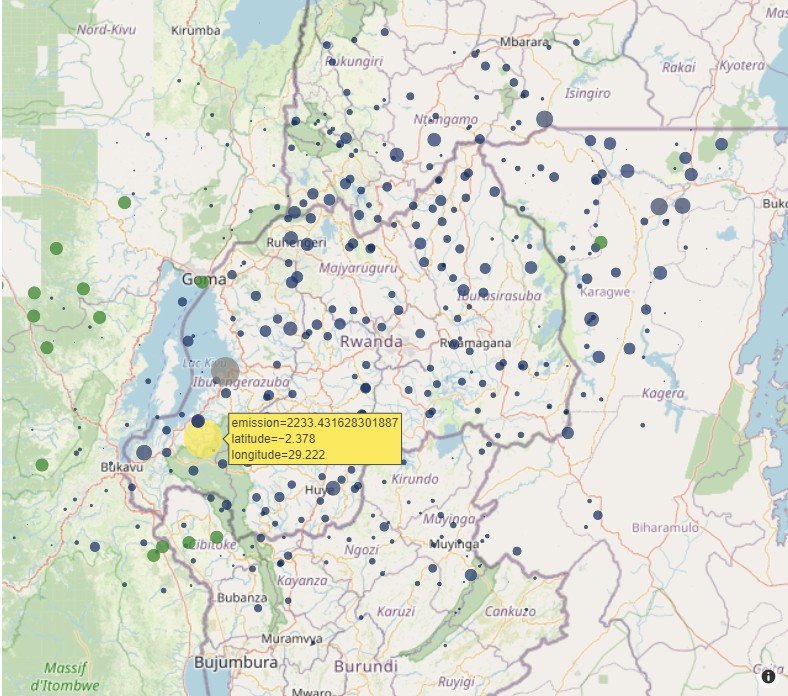 Nord-Kivu
Kirumba
Rukungiri
Mbarara
Mas
Rakai
Kyotera
Isingiro
Ntungamo
Buko
Ruhengeri
Goma
Majyaruguru
Iburasirasuba
Karagwe
Rwanda
Rwamagana
Lac Kivu
Iburengerazuba
Kagera
emission=2233.431628301887
latitude=−2.378
longitude=29.222
Bukavu
Kirundo
Huye
Muyinga
Biharamulo
Cibitoke
Ngozi
Muyinga
Kayanza
Bubanza
Karuzi
Cankuzo
Muramvya
Massif
d'Itombwe
Bujumbura
Burundi
Ruyigi
Mwaro
Geita